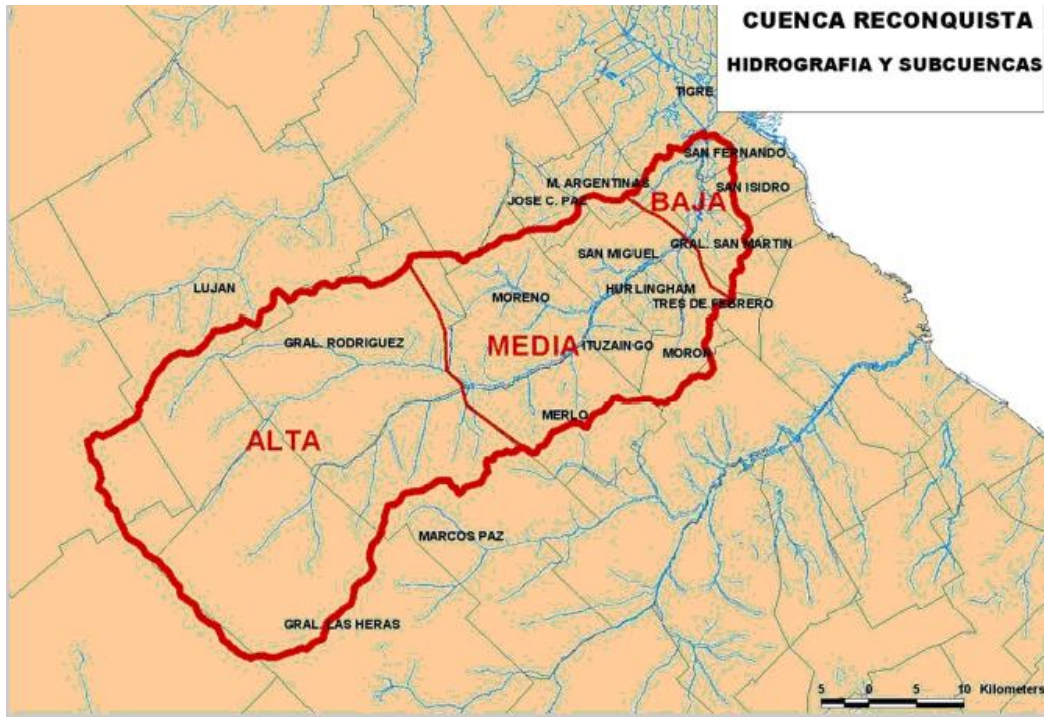 CUENCA RECONQUISTA
HIDROGRAFIA Y SUBCUENCAS
TIGRE
SAN FERNANDO
M. ARGENTINAS
SAN ISIDRO
JOSE C. PAZ
BAJA
GRAL. SAN MARTIN
SAN MIGUEL
LUJAN
HURLINGHAM
MORENO
TRES DE FEBRERO
GRAL. RODRIGUEZ
MEDIA
ITUZAINGO
MORON
MERLO
ALTA
MARCOS PAZ
GRAL. LAS HERAS
5 0 5 10 Kilometers